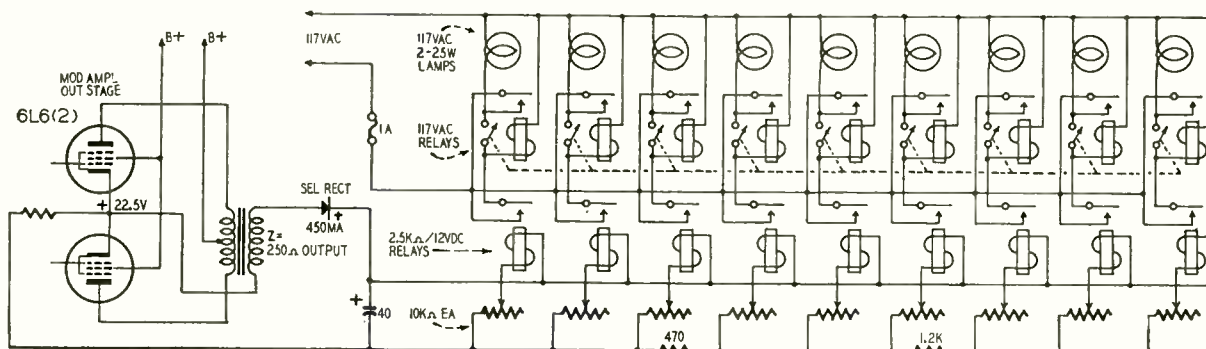 B+
B+
117VAC
MOD AMPL
OUT STAGE
6L6(2)
117VAC
2-25W
LAMPS
1A
117VAC
RELAYS
+ 22.5V
SEL RECT
+
450MA
Z=
250Ω OUTPUT
2.5KΩ/12VDC
RELAYS
+
40
10KΩ EA
470
1.2K